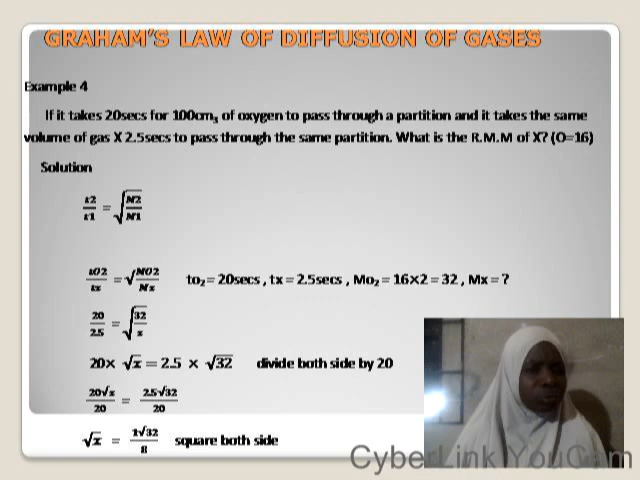 GRAHAM'S LAW OF DIFFUSION OF GASES
Example 4
If it takes 20secs for 100cm₃ of oxygen to pass through a partition and it takes the same
volume of gas X 2.5secs to pass through the same partition. What is the R.M.M of X? (O=16)
Solution
t2/t1 = √(M2/M1)
tO2/tx = √MO2/Mx to₂ = 20secs , tx = 2.5secs , Mo₂ = 16×2 = 32 , Mx = ?
20/2.5 = √(32/x)
20× √x = 2.5 × √32 divide both side by 20
20√x/20 = 2.5√32/20
√x = 1√32/8 square both side
CyberLink YouCam